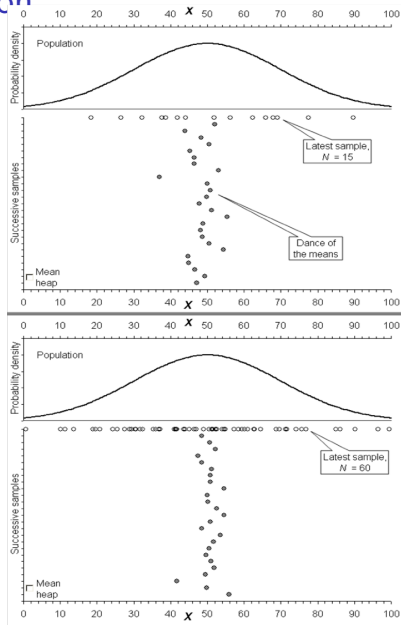 on
X
0 10 20 30 40 50 60 70 80 90 100
Probability density
Population
Successive samples
Latest sample,
N = 15
Dance of
the means
Mean
heap
0 10 20 30 40 50 60 70 80 90 100
X
X
0 10 20 30 40 50 60 70 80 90 100
Probability density
Population
Successive samples
Latest sample,
N = 60
Mean
heap
0 10 20 30 40 50 60 70 80 90 100
X